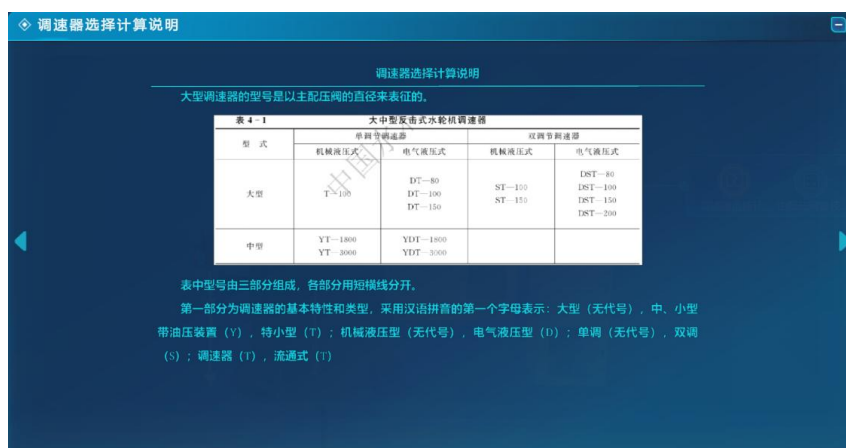 调速器选择计算说明
调速器选择计算说明
大型调速器的型号是以主配压阀的直径来表征的。
表 4-1 大中型反击式水轮机调速器
型 式 单调节调速器 双调节调速器
机械液压式 电气液压式 机械液压式 电气液压式
大型 T—100 DT—80 DT—100 DT—150 ST—100 ST—150 DST—80 DST—100 DST—150 DST—200
中型 YT—1800 YT—3000 YDT—1800 YDT—3000
中国水
表中型号由三部分组成，各部分用短横线分开。
第一部分为调速器的基本特性和类型，采用汉语拼音的第一个字母表示：大型（无代号），中、小型
带油压装置（Y），特小型（T）；机械液压型（无代号），电气液压型（D）；单调（无代号），双调
（S）；调速器（T），流通式（T）